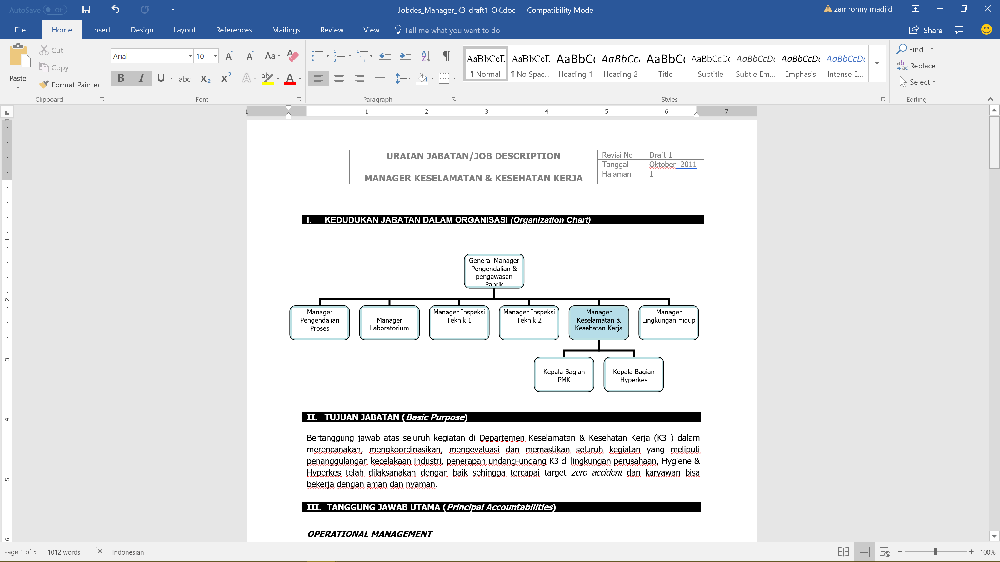 AutoSave Off
Jobdes_Manager_K3-draft1-OK.doc - Compatibility Mode
zamronny madjid
File Home Insert Design Layout References Mailings Review View Tell me what you want to do
Share
Paste
Cut
Copy
Format Painter
Clipboard
Arial 10
Font
Paragraph
AaBbCcD AaBbCcD AaBbC AaBbCc AaBbC AaBbCcD AaBbCcD AaBbCcD AaBbCcD
¶ Normal ¶ No Spac... Heading 1 Heading 2 Title Subtitle Subtle Em... Emphasis Intense E...
Styles
Find
Replace
Select
Editing
1 1 2 3 4 5 6 7
URAIAN JABATAN/JOB DESCRIPTION
MANAGER KESELAMATAN & KESEHATAN KERJA
Revisi No Draft 1
Tanggal Oktober 2011
Halaman 1
I. KEDUDUKAN JABATAN DALAM ORGANISASI (Organization Chart)
General Manager
Pengendalian &
pengawasan
Pabrik
Manager
Pengendalian
Proses
Manager
Laboratorium
Manager Inspeksi
Teknik 1
Manager Inspeksi
Teknik 2
Manager
Keselamatan &
Kesehatan Kerja
Manager
Lingkungan Hidup
Kepala Bagian
PMK
Kepala Bagian
Hyperkes
II. TUJUAN JABATAN (Basic Purpose)
Bertanggung jawab atas seluruh kegiatan di Departemen Keselamatan & Kesehatan Kerja (K3 ) dalam
merencanakan, mengkoordinasikan, mengevaluasi dan memastikan seluruh kegiatan yang meliputi
penanggulangan kecelakaan industri, penerapan undang-undang K3 di lingkungan perusahaan, Hygiene &
Hyperkes telah dilaksanakan dengan baik sehingga tercapai target zero accident dan karyawan bisa
bekerja dengan aman dan nyaman.
III. TANGGUNG JAWAB UTAMA (Principal Accountabilities)
OPERATIONAL MANAGEMENT
Page 1 of 5 1012 words Indonesian
100%